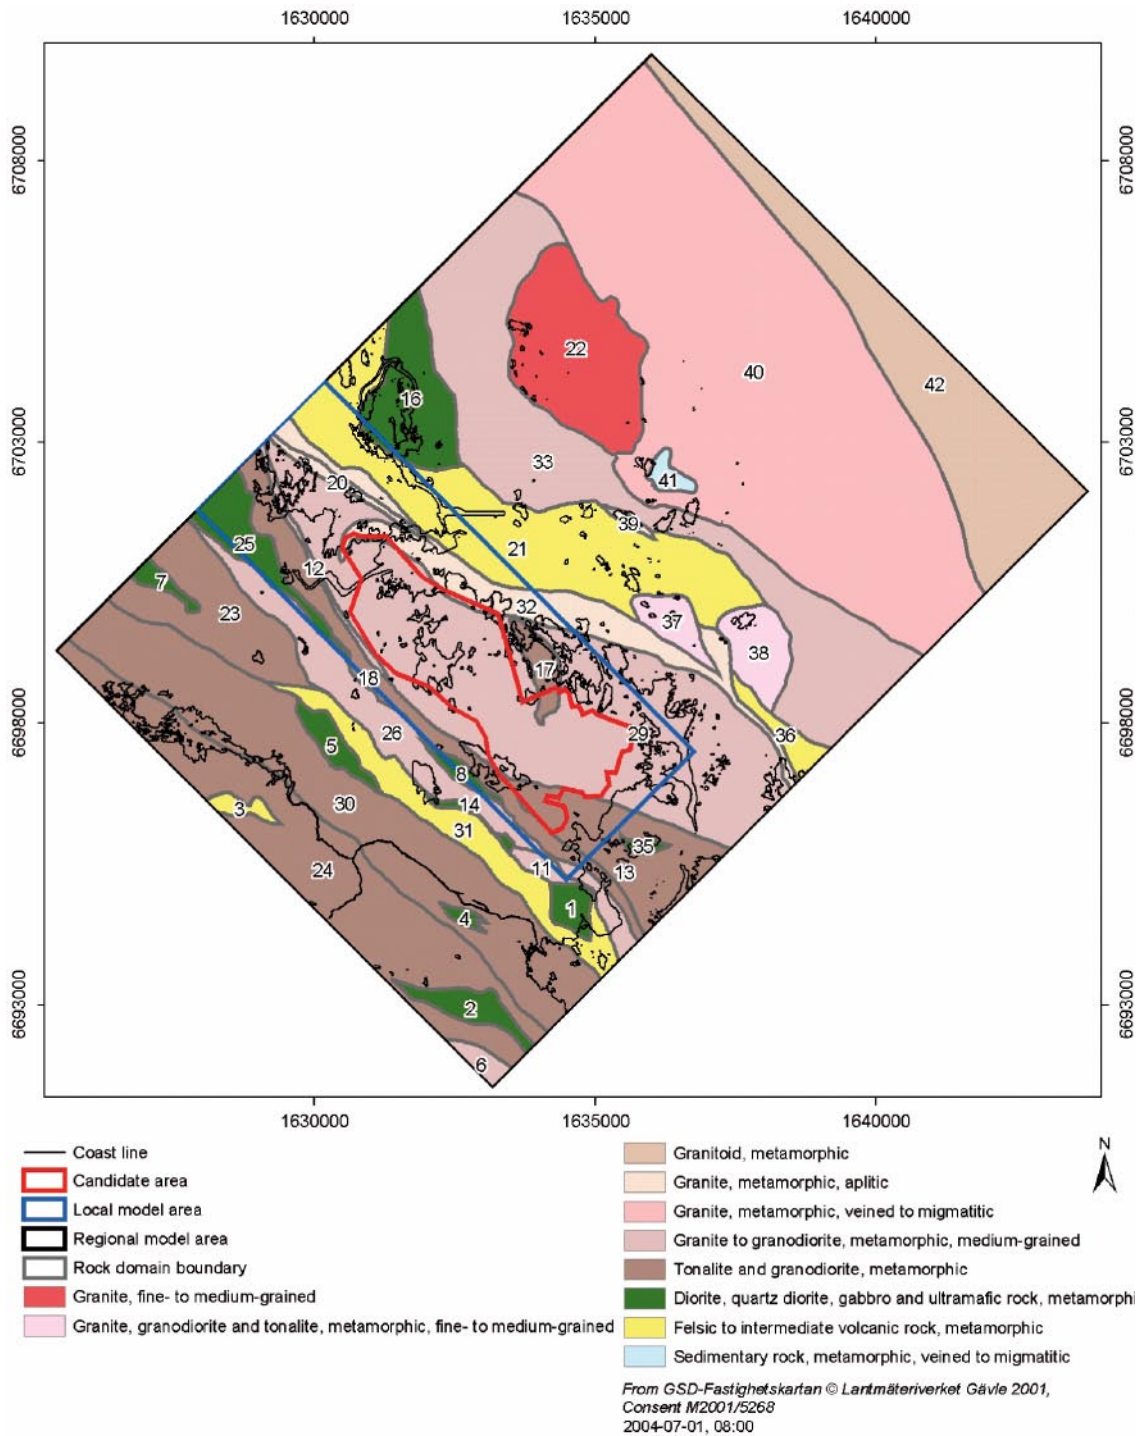 1630000 1635000 1640000
6708000 6708000
6703000 6703000
6698000 6698000
6693000 6693000
42
40
22
16
33
41
20
39
21
25
12
7
32
23
37
38
17
18
29
36
26
5
8
30
14
3
31
35
24
11
13
1
4
2
6
1630000 1635000 1640000
Coast line
Candidate area
Local model area
Regional model area
Rock domain boundary
Granite, fine- to medium-grained
Granite, granodiorite and tonalite, metamorphic, fine- to medium-grained
Granitoid, metamorphic
Granite, metamorphic, aplitic
Granite, metamorphic, veined to migmatitic
Granite to granodiorite, metamorphic, medium-grained
Tonalite and granodiorite, metamorphic
Diorite, quartz diorite, gabbro and ultramafic rock, metamorphi
Felsic to intermediate volcanic rock, metamorphic
Sedimentary rock, metamorphic, veined to migmatitic
N
From GSD-Fastighetskartan © Lantmäteriverket Gävle 2001,
Consent M2001/5268
2004-07-01, 08:00